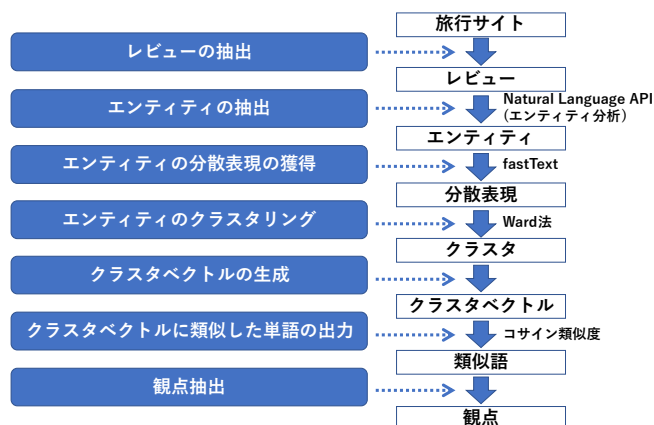 旅行サイト
レビューの抽出
レビュー
エンティティの抽出
Natural Language API
(エンティティ分析)
エンティティ
エンティティの分散表現の獲得
fastText
分散表現
エンティティのクラスタリング
Ward法
クラスタ
クラスタベクトルの生成
クラスタベクトル
クラスタベクトルに類似した単語の出力
コサイン類似度
類似語
観点抽出
観点